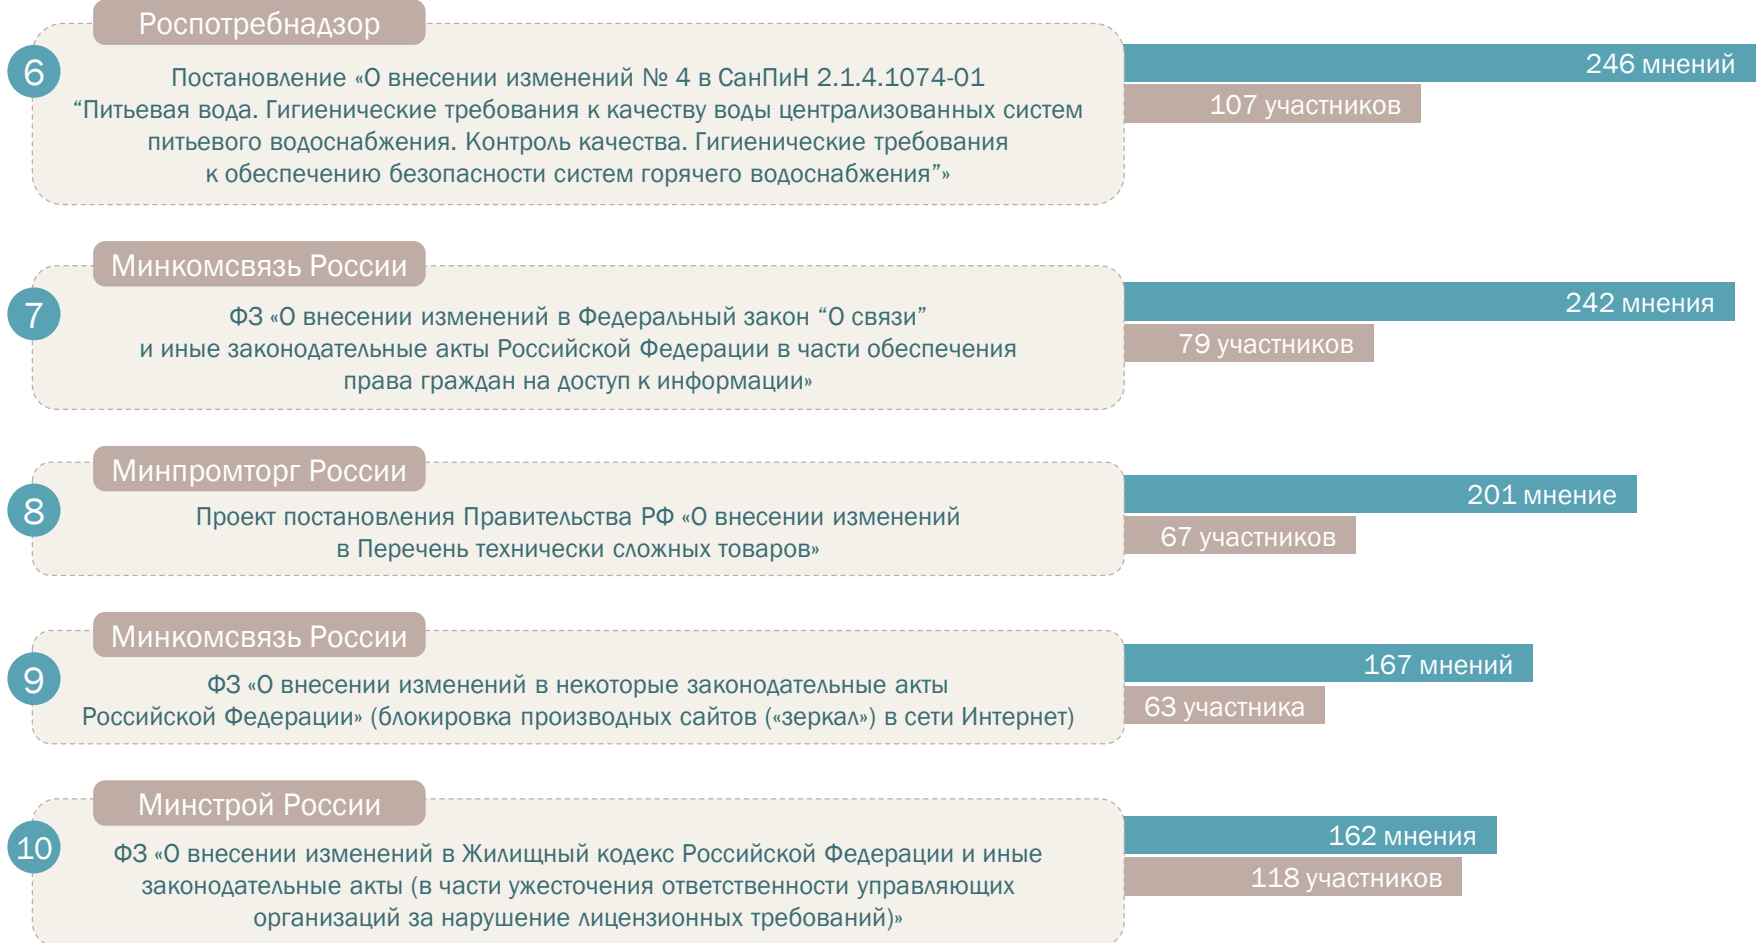 Роспотребнадзор
6
Постановление «О внесении изменений № 4 в СанПиН 2.1.4.1074-01
“Питьевая вода. Гигиенические требования к качеству воды централизованных систем
питьевого водоснабжения. Контроль качества. Гигиенические требования
к обеспечению безопасности систем горячего водоснабжения”»
246 мнений
107 участников
Минкомсвязь России
7
ФЗ «О внесении изменений в Федеральный закон “О связи”
и иные законодательные акты Российской Федерации в части обеспечения
права граждан на доступ к информации»
242 мнения
79 участников
Минпромторг России
8
Проект постановления Правительства РФ «О внесении изменений
в Перечень технически сложных товаров»
201 мнение
67 участников
Минкомсвязь России
9
ФЗ «О внесении изменений в некоторые законодательные акты
Российской Федерации» (блокировка производных сайтов («зеркал») в сети Интернет)
167 мнений
63 участника
Минстрой России
10
ФЗ «О внесении изменений в Жилищный кодекс Российской Федерации и иные
законодательные акты (в части ужесточения ответственности управляющих
организаций за нарушение лицензионных требований)»
162 мнения
118 участников